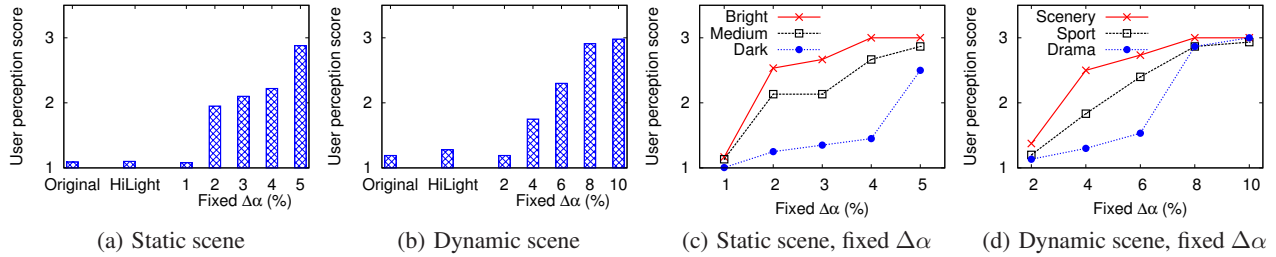 User perception score
3
2
1
Original HiLight 1 2 3 4 5
Fixed Δα (%)
(a) Static scene
User perception score
3
2
1
Original HiLight 2 4 6 8 10
Fixed Δα (%)
(b) Dynamic scene
User perception score
3
2
1
Bright
Medium
Dark
1 2 3 4 5
Fixed Δα (%)
(c) Static scene, fixed Δα
User perception score
3
2
1
Scenery
Sport
Drama
2 4 6 8 10
Fixed Δα (%)
(d) Dynamic scene, fixed Δα